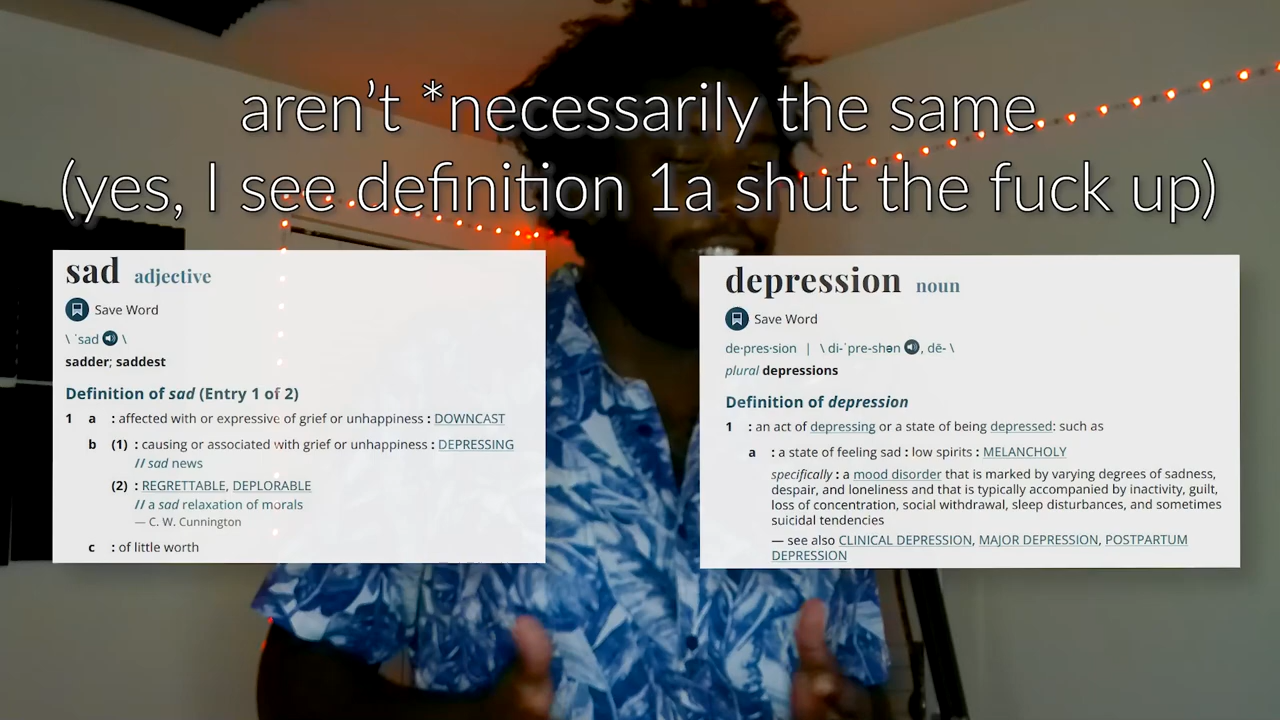 aren’t *necessarily the same
(yes, I see definition 1a shut the fuck up)
sad adjective
Save Word
\ ˈsad \
sadder; saddest
Definition of sad (Entry 1 of 2)
1 a : affected with or expressive of grief or unhappiness : DOWNCAST
b (1) : causing or associated with grief or unhappiness : DEPRESSING
// sad news
(2) : REGRETTABLE, DEPLORABLE
// a sad relaxation of morals
— C. W. Cunnington
c : of little worth
depression noun
Save Word
de·pres·sion | \ di-ˈpre-shən , dē- \
plural depressions
Definition of depression
1 : an act of depressing or a state of being depressed: such as
a : a state of feeling sad : low spirits : MELANCHOLY
specifically : a mood disorder that is marked by varying degrees of sadness,
despair, and loneliness and that is typically accompanied by inactivity, guilt,
loss of concentration, social withdrawal, sleep disturbances, and sometimes
suicidal tendencies
— see also CLINICAL DEPRESSION, MAJOR DEPRESSION, POSTPARTUM
DEPRESSION